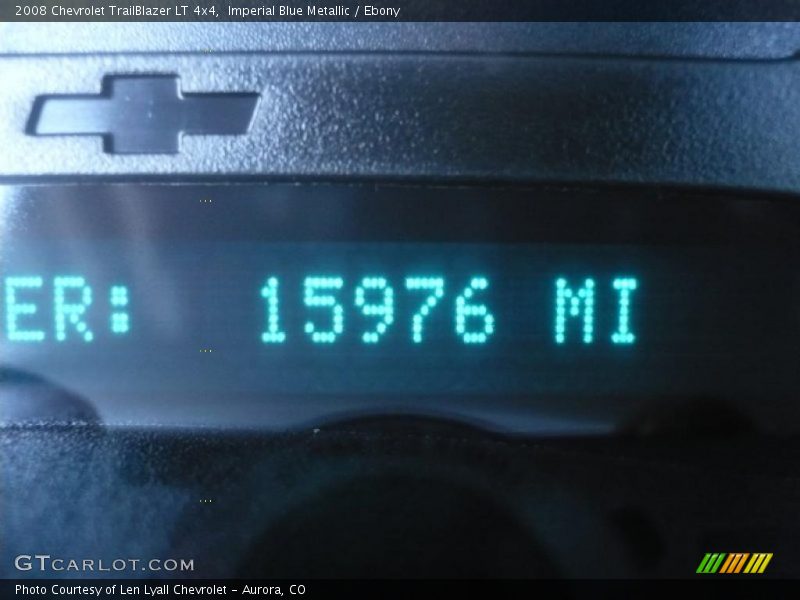 2008 Chevrolet TrailBlazer LT 4x4,  Imperial Blue Metallic / Ebony
ER:   15976 MI
GTCARLOT.COM
Photo Courtesy of Len Lyall Chevrolet - Aurora, CO